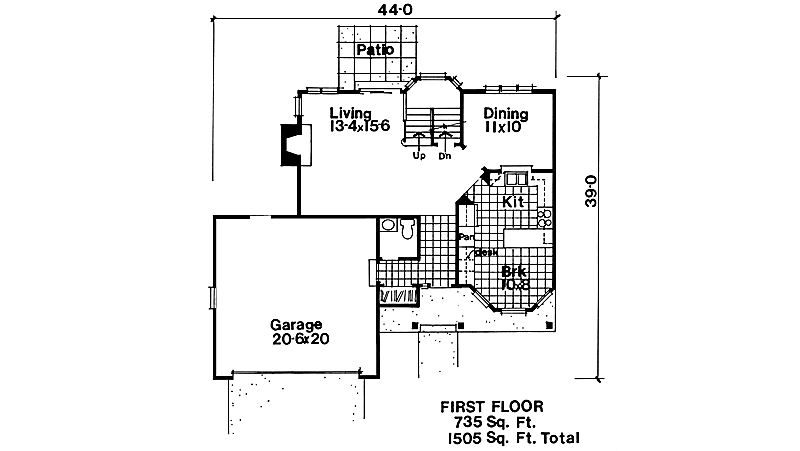 44-0
Patio
Living
13-4x15-6
Dining
11x10
Up
Dn
39-0
Kit
Pan
desk
Brk
10x8
Garage
20-6x20
FIRST FLOOR
735 Sq. Ft.
1505 Sq. Ft. Total